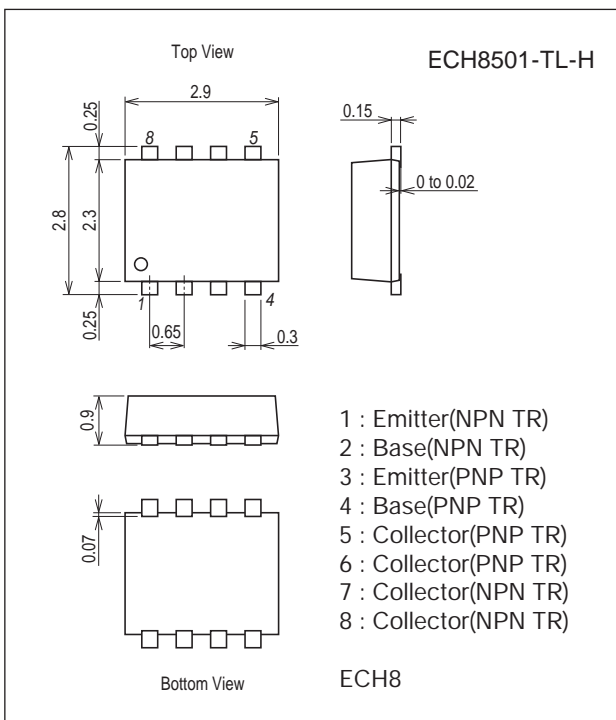 Top View
ECH8501-TL-H
2.9
0.25
8
5
0.15
2.8
2.3
0 to 0.02
1
4
0.25
0.65
0.3
0.9
1 : Emitter(NPN TR)
2 : Base(NPN TR)
3 : Emitter(PNP TR)
4 : Base(PNP TR)
5 : Collector(PNP TR)
6 : Collector(PNP TR)
7 : Collector(NPN TR)
8 : Collector(NPN TR)
0.07
Bottom View
ECH8